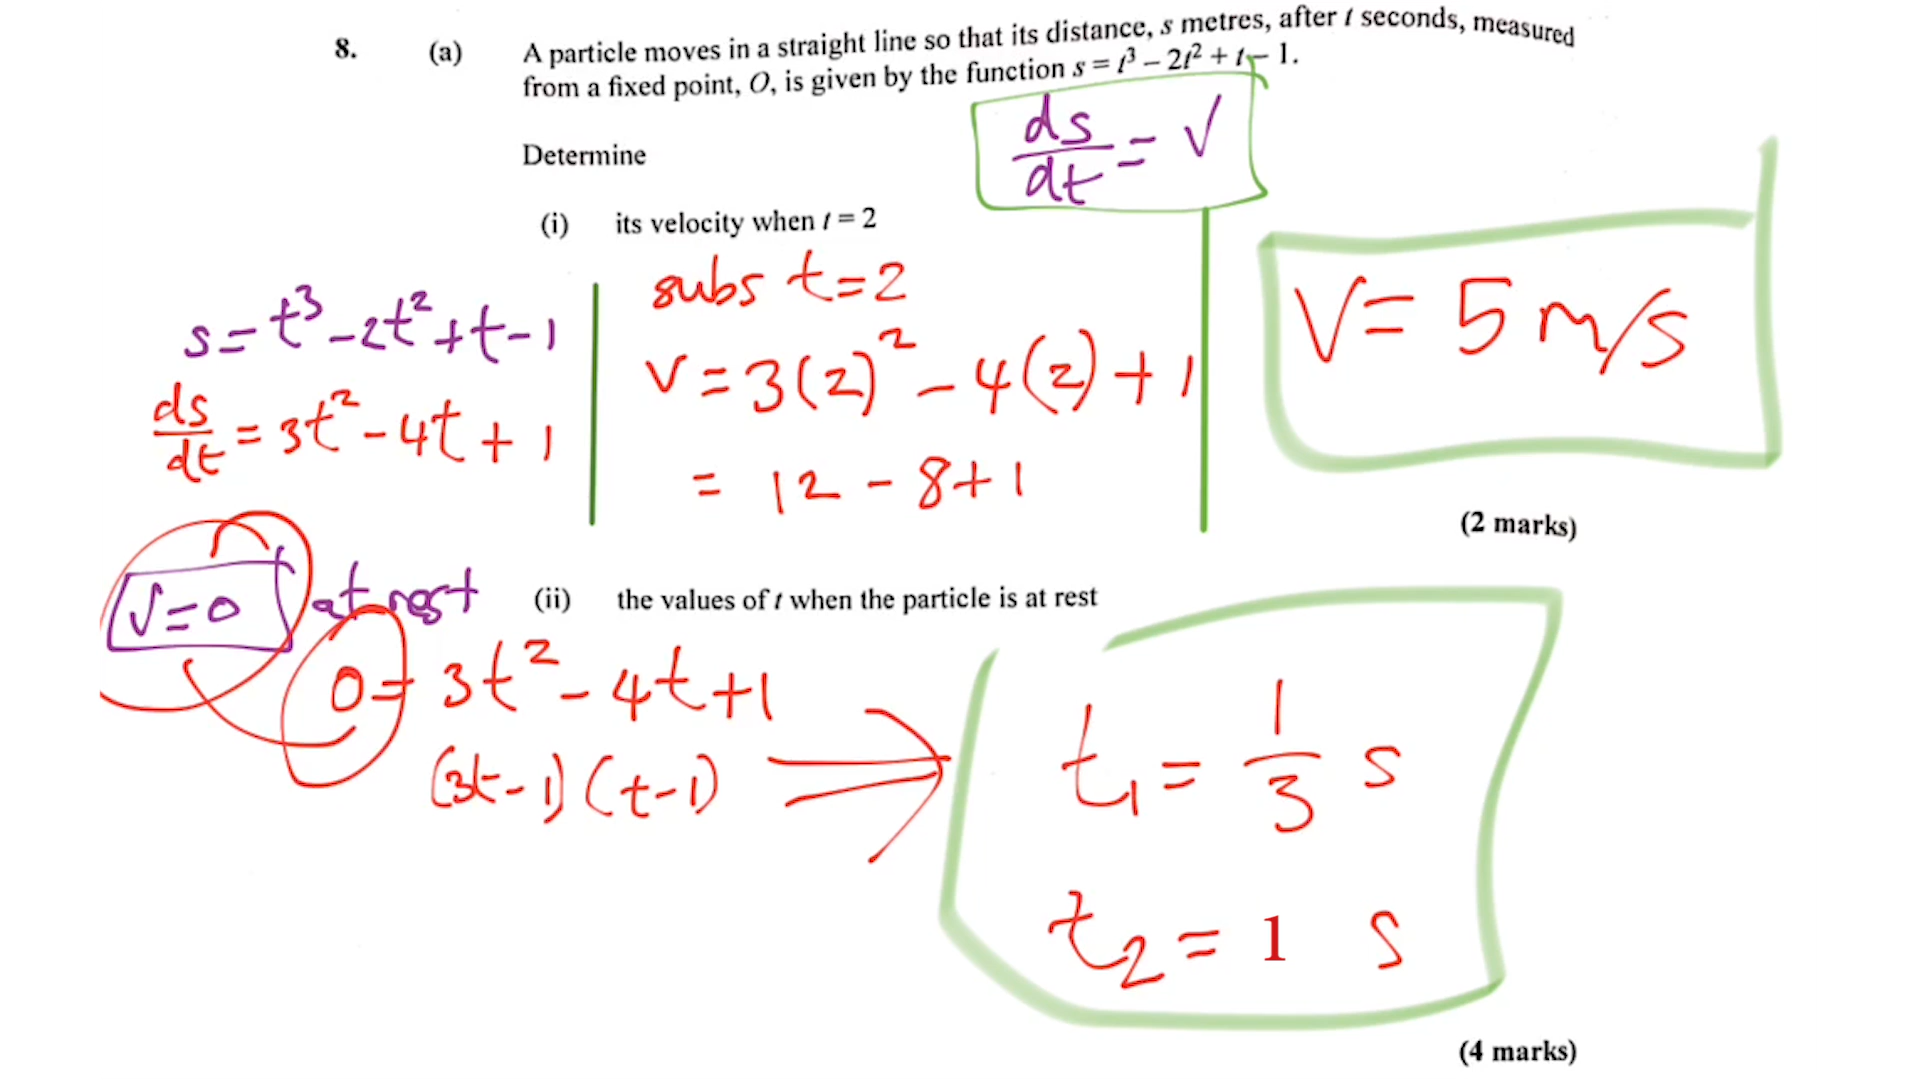 8. (a) A particle moves in a straight line so that its distance, s metres, after t seconds, measured
from a fixed point, O, is given by the function s = t³ – 2t² + t – 1.
ds/dt = v
Determine
(i) its velocity when t = 2
s = t³ - 2t² + t - 1
ds/dt = 3t² - 4t + 1
subs t = 2
v = 3(2)² - 4(2) + 1
= 12 - 8 + 1
V = 5 m/s
(2 marks)
v = 0 at rest
(ii) the values of t when the particle is at rest
0 = 3t² - 4t + 1
(3t - 1)(t - 1)
t₁ = 1/3 s
t₂ = 1 s
(4 marks)